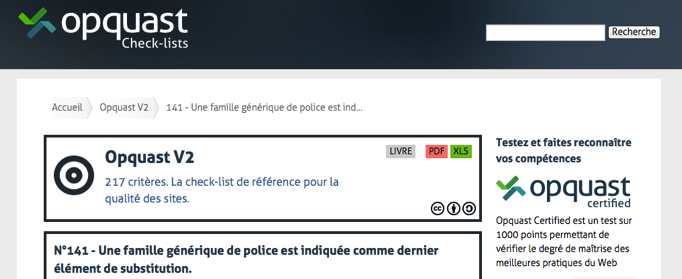 opquast
Check-lists
Recherche
Accueil Opquast V2 141 - Une famille générique de police est ind...
Opquast V2
LIVRE PDF XLS
217 critères. La check-list de référence pour la
qualité des sites.
cc
N°141 - Une famille générique de police est indiquée comme dernier
élément de substitution.
Testez et faites reconnaître
vos compétences
opquast
certified
Opquast Certified est un test sur
1000 points permettant de
vérifier le degré de maîtrise des
meilleures pratiques du Web